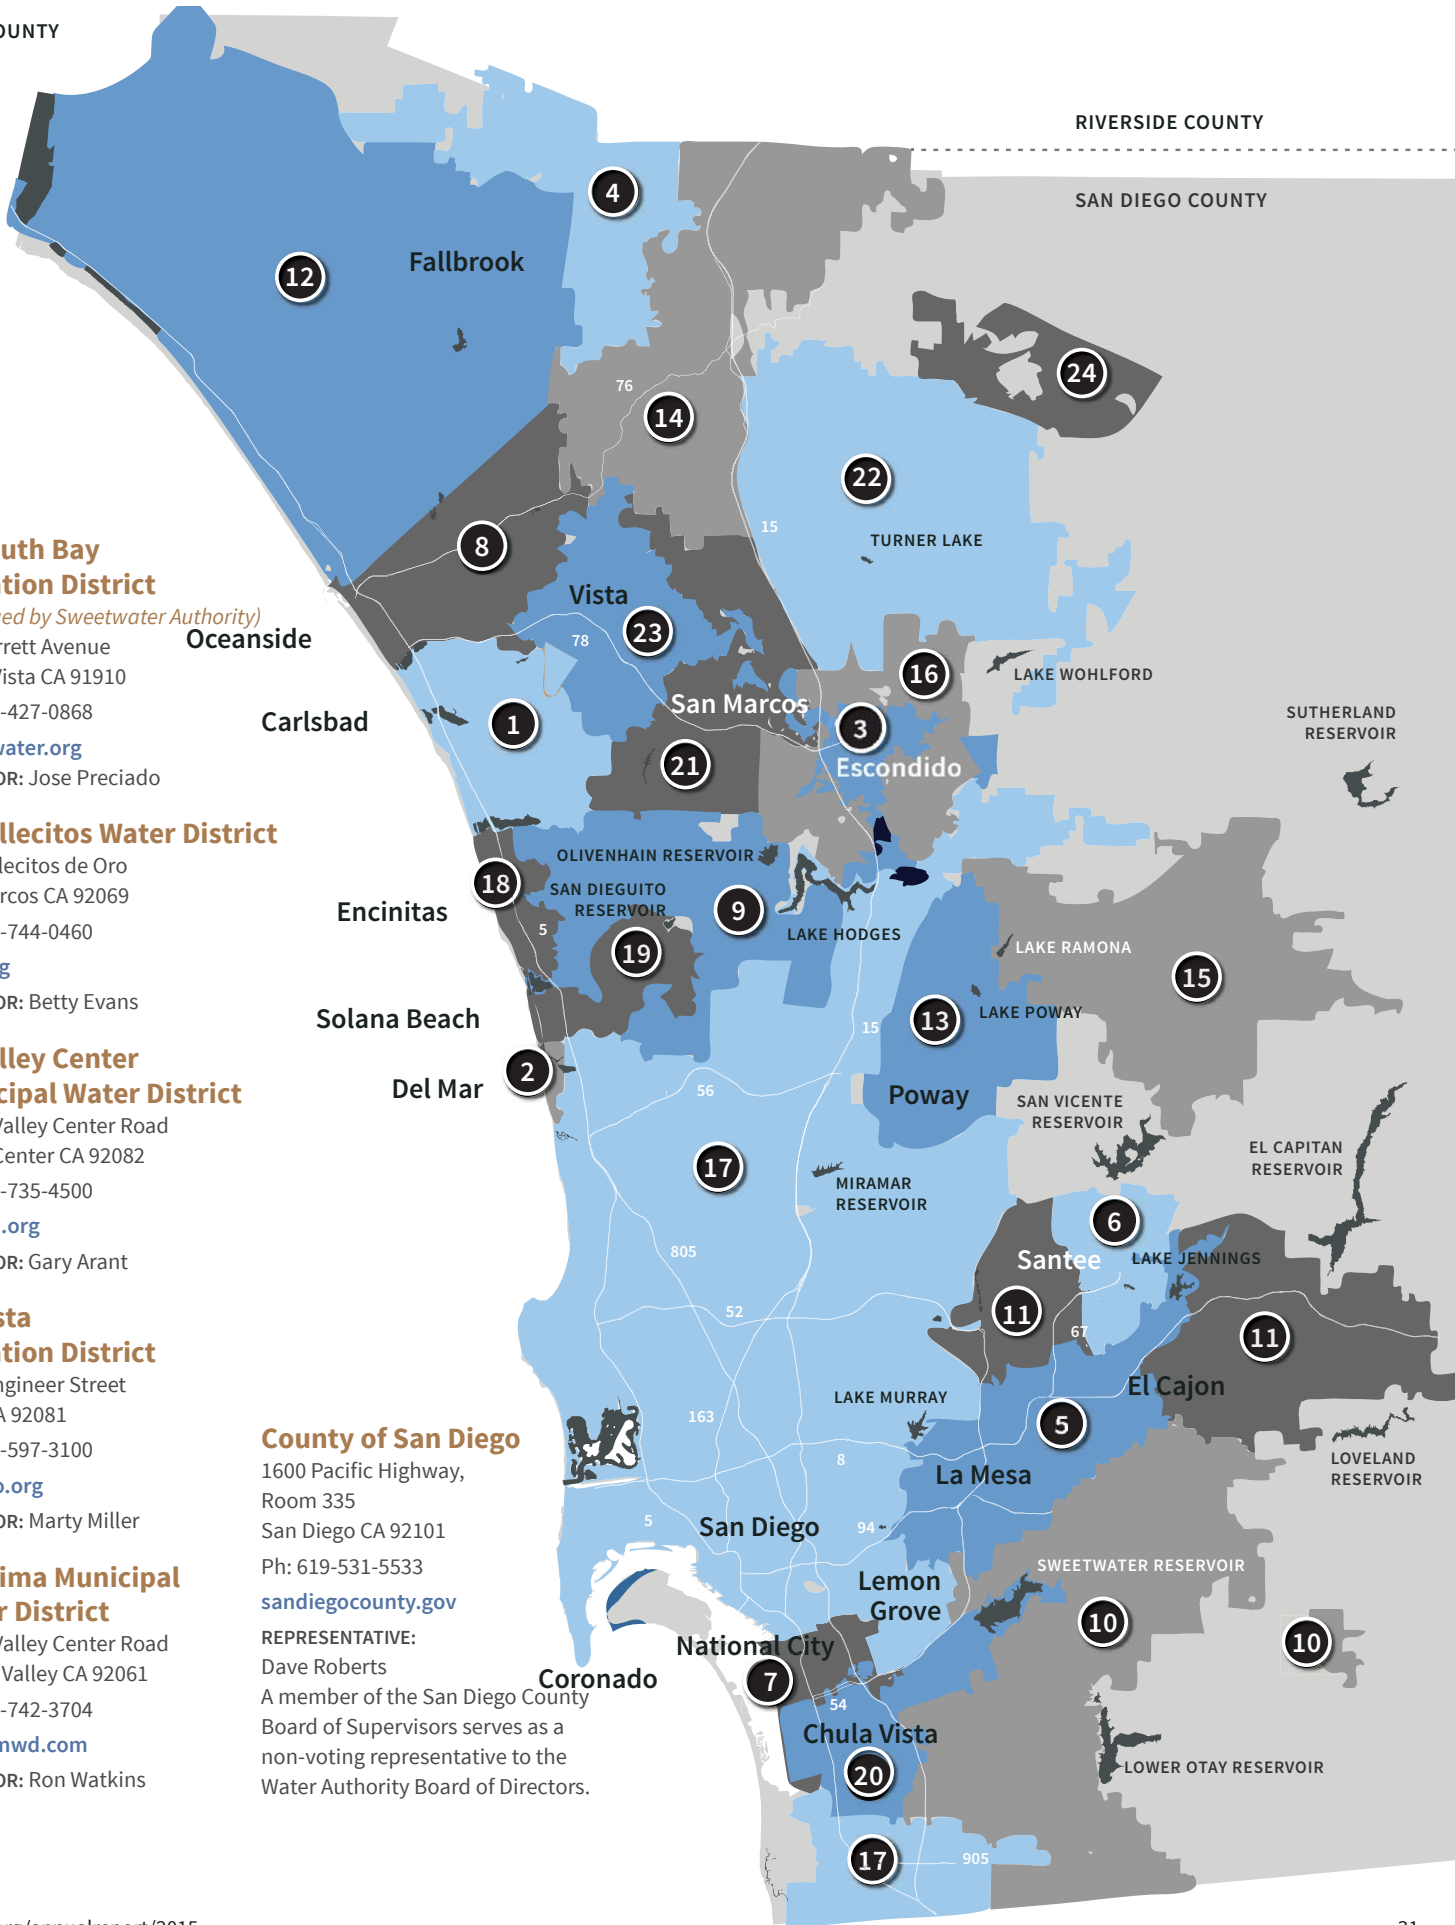 OUNTY
RIVERSIDE COUNTY
SAN DIEGO COUNTY
4
12
Fallbrook
24
76
14
22
15
TURNER LAKE
8
Vista
23
78
Oceanside
16
LAKE WOHLFORD
San Marcos
SUTHERLAND
RESERVOIR
Carlsbad
1
3
21
Escondido
OLIVENHAIN RESERVOIR
18
SAN DIEGUITO
RESERVOIR
9
Encinitas
5
LAKE HODGES
19
LAKE RAMONA
15
Solana Beach
15
13
LAKE POWAY
2
Del Mar
56
Poway
SAN VICENTE
RESERVOIR
EL CAPITAN
RESERVOIR
17
MIRAMAR
RESERVOIR
6
805
Santee
LAKE JENNINGS
52
11
67
11
El Cajon
LAKE MURRAY
163
5
8
LOVELAND
RESERVOIR
La Mesa
5
San Diego
94
SWEETWATER RESERVOIR
Lemon
Grove
10
10
National City
Coronado
7
54
Chula Vista
20
LOWER OTAY RESERVOIR
17
905
uth Bay
tion District
ed by Sweetwater Authority)
rrett Avenue
Vista CA 91910
-427-0868
water.org
OR: Jose Preciado
llecitos Water District
lecitos de Oro
rcos CA 92069
-744-0460
g
OR: Betty Evans
lley Center
cipal Water District
Valley Center Road
Center CA 92082
-735-4500
.org
OR: Gary Arant
sta
tion District
ngineer Street
A 92081
-597-3100
o.org
OR: Marty Miller
ima Municipal
r District
Valley Center Road
Valley CA 92061
-742-3704
mwd.com
OR: Ron Watkins
County of San Diego
1600 Pacific Highway,
Room 335
San Diego CA 92101
Ph: 619-531-5533
sandiegocounty.gov
REPRESENTATIVE:
Dave Roberts
A member of the San Diego County
Board of Supervisors serves as a
non-voting representative to the
Water Authority Board of Directors.